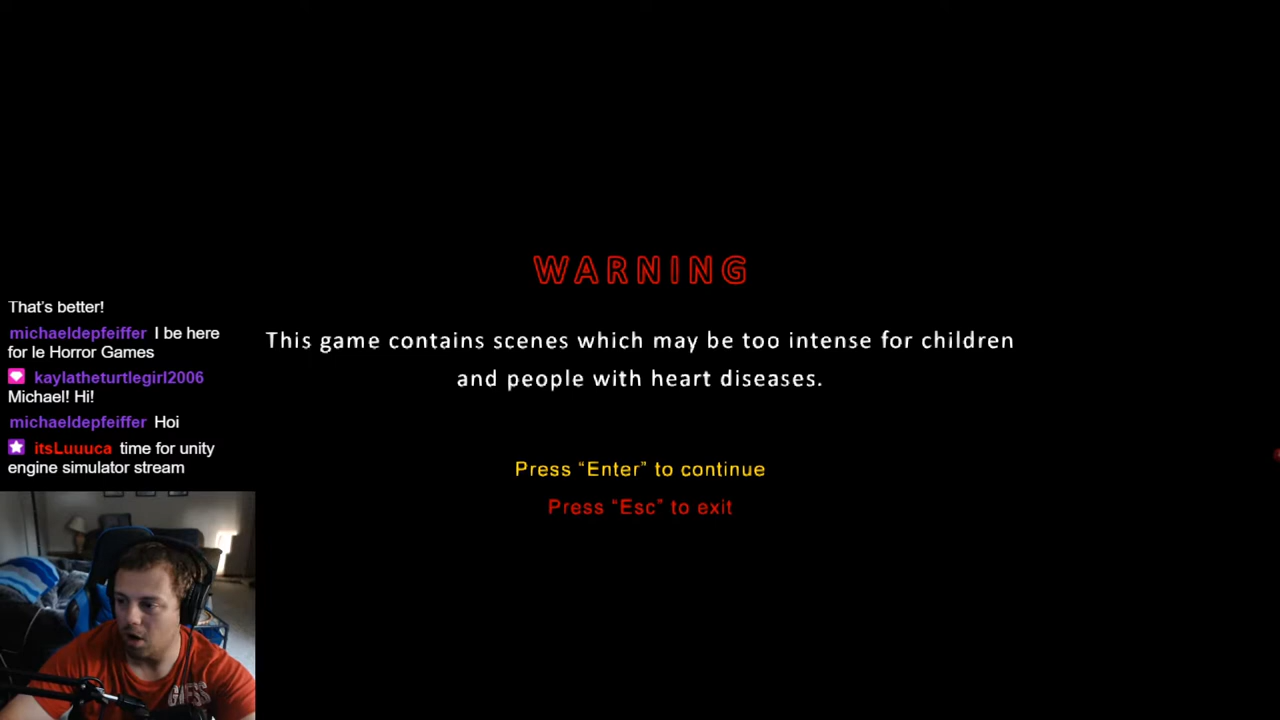 WARNING
This game contains scenes which may be too intense for children
and people with heart diseases.
Press “Enter” to continue
Press “Esc” to exit
That's better!
michaeldepfeiffer I be here
for le Horror Games
kaylatheturtlegirl2006
Michael! Hi!
michaeldepfeiffer Hoi
itsLuuuca time for unity
engine simulator stream
GUESS